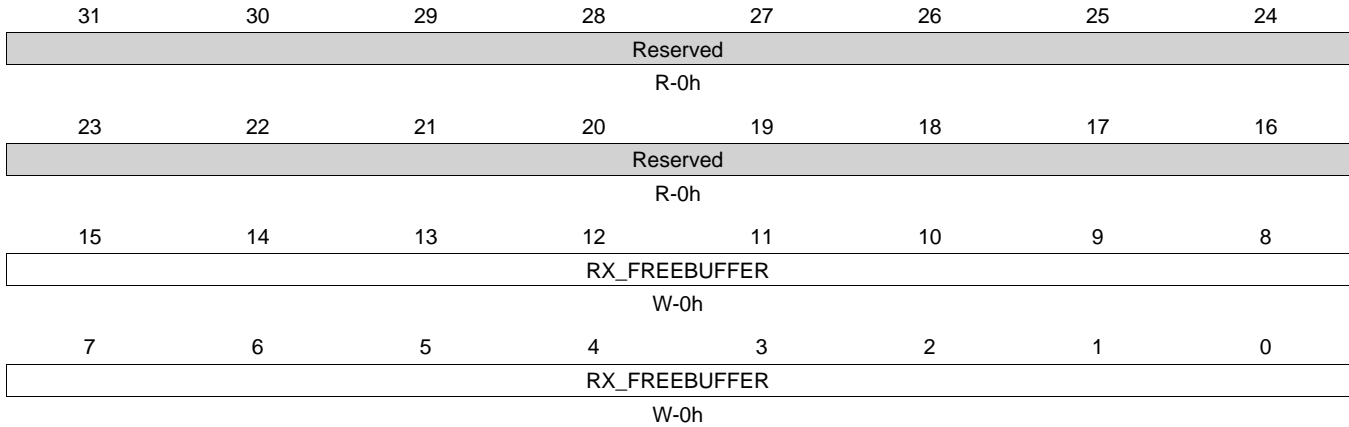 31 30 29 28 27 26 25 24
Reserved
R-0h
23 22 21 20 19 18 17 16
Reserved
R-0h
15 14 13 12 11 10 9 8
RX_FREEBUFFER
W-0h
7 6 5 4 3 2 1 0
RX_FREEBUFFER
W-0h